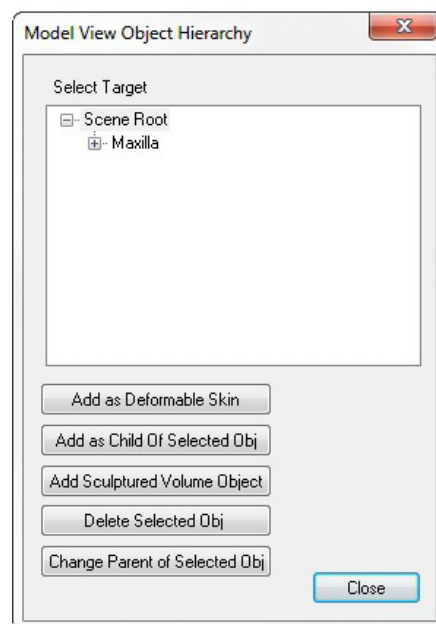 Model View Object Hierarchy
Select Target
Scene Root
Maxilla
Add as Deformable Skin
Add as Child Of Selected Obj
Add Sculptured Volume Object
Delete Selected Obj
Change Parent of Selected Obj
Close